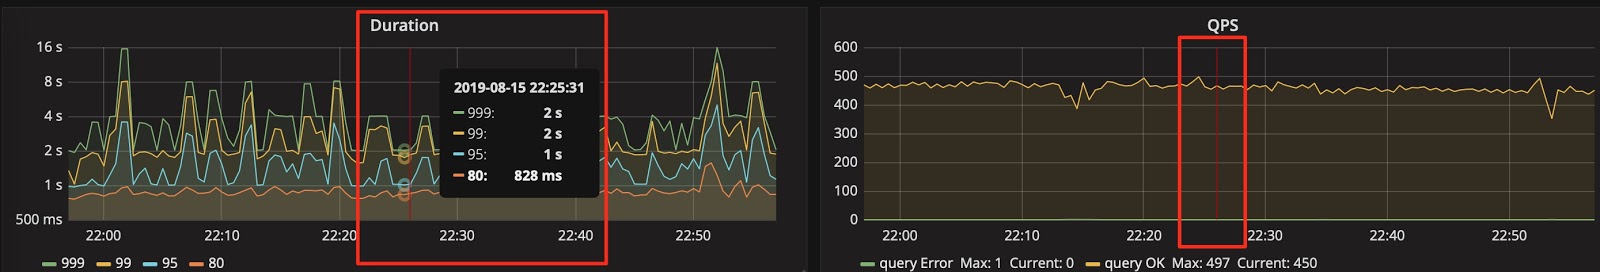 Duration
16 s
8 s
4 s
2 s
1 s
500 ms
22:00 22:10 22:20 22:30 22:40 22:50
2019-08-15 22:25:31
999: 2 s
99: 2 s
95: 1 s
80: 828 ms
999 99 95 80
QPS
600
500
400
300
200
100
0
22:00 22:10 22:20 22:30 22:40 22:50
query Error Max: 1 Current: 0 query OK Max: 497 Current: 450